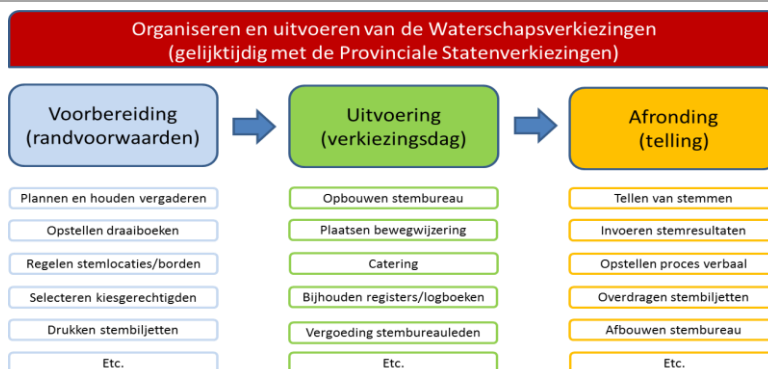 Organiseren en uitvoeren van de Waterschapsverkiezingen
(gelijktijdig met de Provinciale Statenverkiezingen)
Voorbereiding
(randvoorwaarden)
Plannen en houden vergaderen
Opstellen draaiboeken
Regelen stemlocaties/borden
Selecteren kiesgerechtigden
Drukken stembiljetten
Etc.
Uitvoering
(verkiezingsdag)
Opbouwen stembureau
Plaatsen bewegwijzering
Catering
Bijhouden registers/logboeken
Vergoeding stembureauleden
Etc.
Afronding
(telling)
Tellen van stemmen
Invoeren stemresultaten
Opstellen proces verbaal
Overdragen stembiljetten
Afbouwen stembureau
Etc.